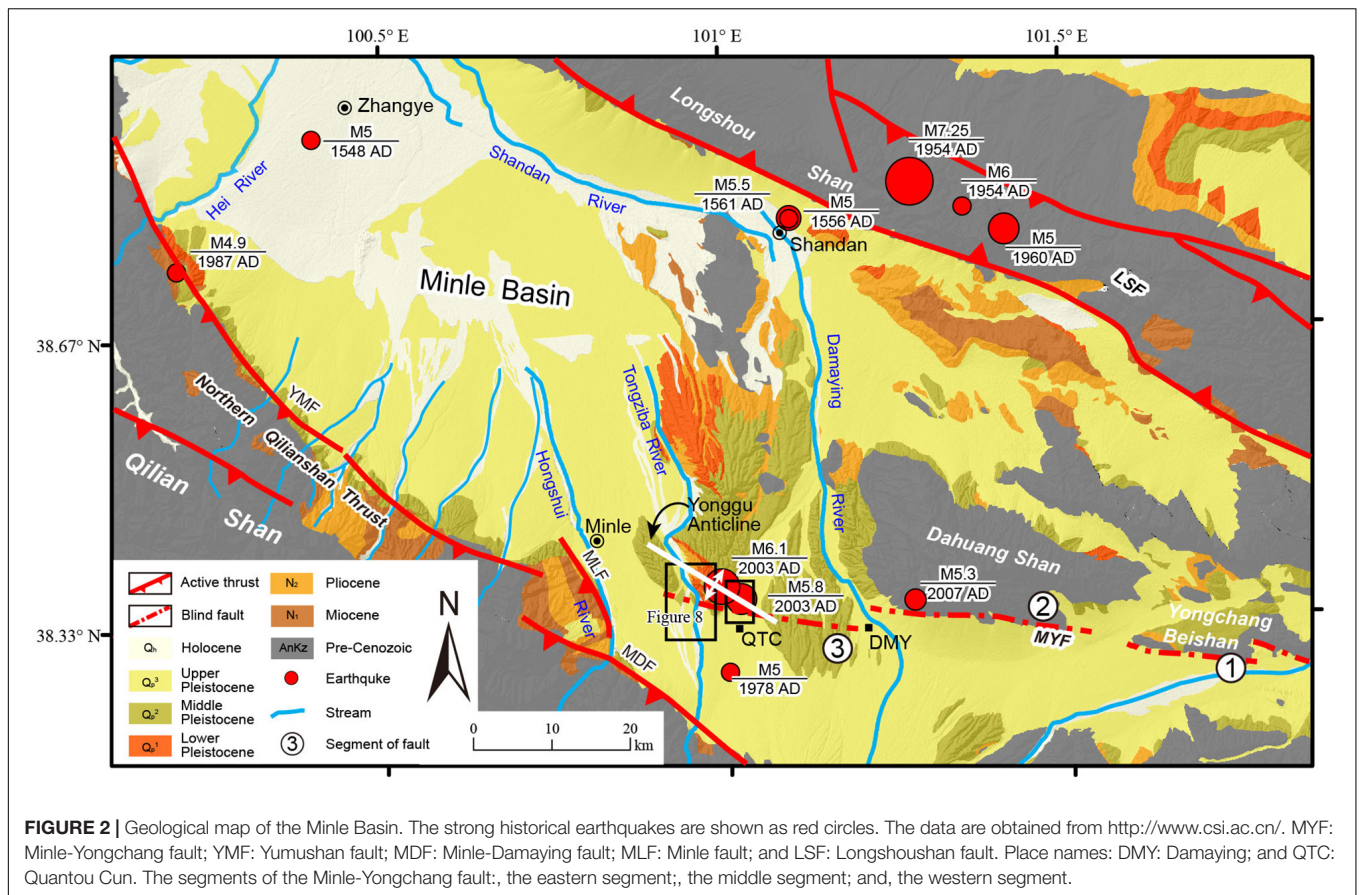 100.5° E
101° E
101.5° E
38.67° N
38.33° N
Zhangye
M5
1548 AD
Hei River
Shandan
River
Longshou
Shan
M7.25
1954 AD
M6
1954 AD
M5.5
1561 AD
M5
1556 AD
Shandan
M5
1960 AD
LSF
M4.9
1987 AD
Minle Basin
Northern Qilianshan Thrust
YMF
Qilian
Shan
Hongshui
River
Tongziba River
Damaying
River
Minle
MLF
MDF
Yonggu
Anticline
M6.1
2003 AD
M5.8
2003 AD
Figure 8
QTC
M5
1978 AD
DMY
Dahuang Shan
M5.3
2007 AD
MYF
Yongchang
Beishan
1
2
3
Active thrust
N₂ Pliocene
Blind fault
N₁ Miocene
Qₕ Holocene
AnKz Pre-Cenozoic
Qₚ³ Upper
Pleistocene
Earthquke
Qₚ² Middle
Pleistocene
Stream
Qₚ¹ Lower
Pleistocene
3 Segment of fault
N
0 10 20
km
FIGURE 2 | Geological map of the Minle Basin. The strong historical earthquakes are shown as red circles. The data are obtained from http://www.csi.ac.cn/. MYF:
Minle-Yongchang fault; YMF: Yumushan fault; MDF: Minle-Damaying fault; MLF: Minle fault; and LSF: Longshoushan fault. Place names: DMY: Damaying; and QTC:
Quantou Cun. The segments of the Minle-Yongchang fault:, the eastern segment;, the middle segment; and, the western segment.